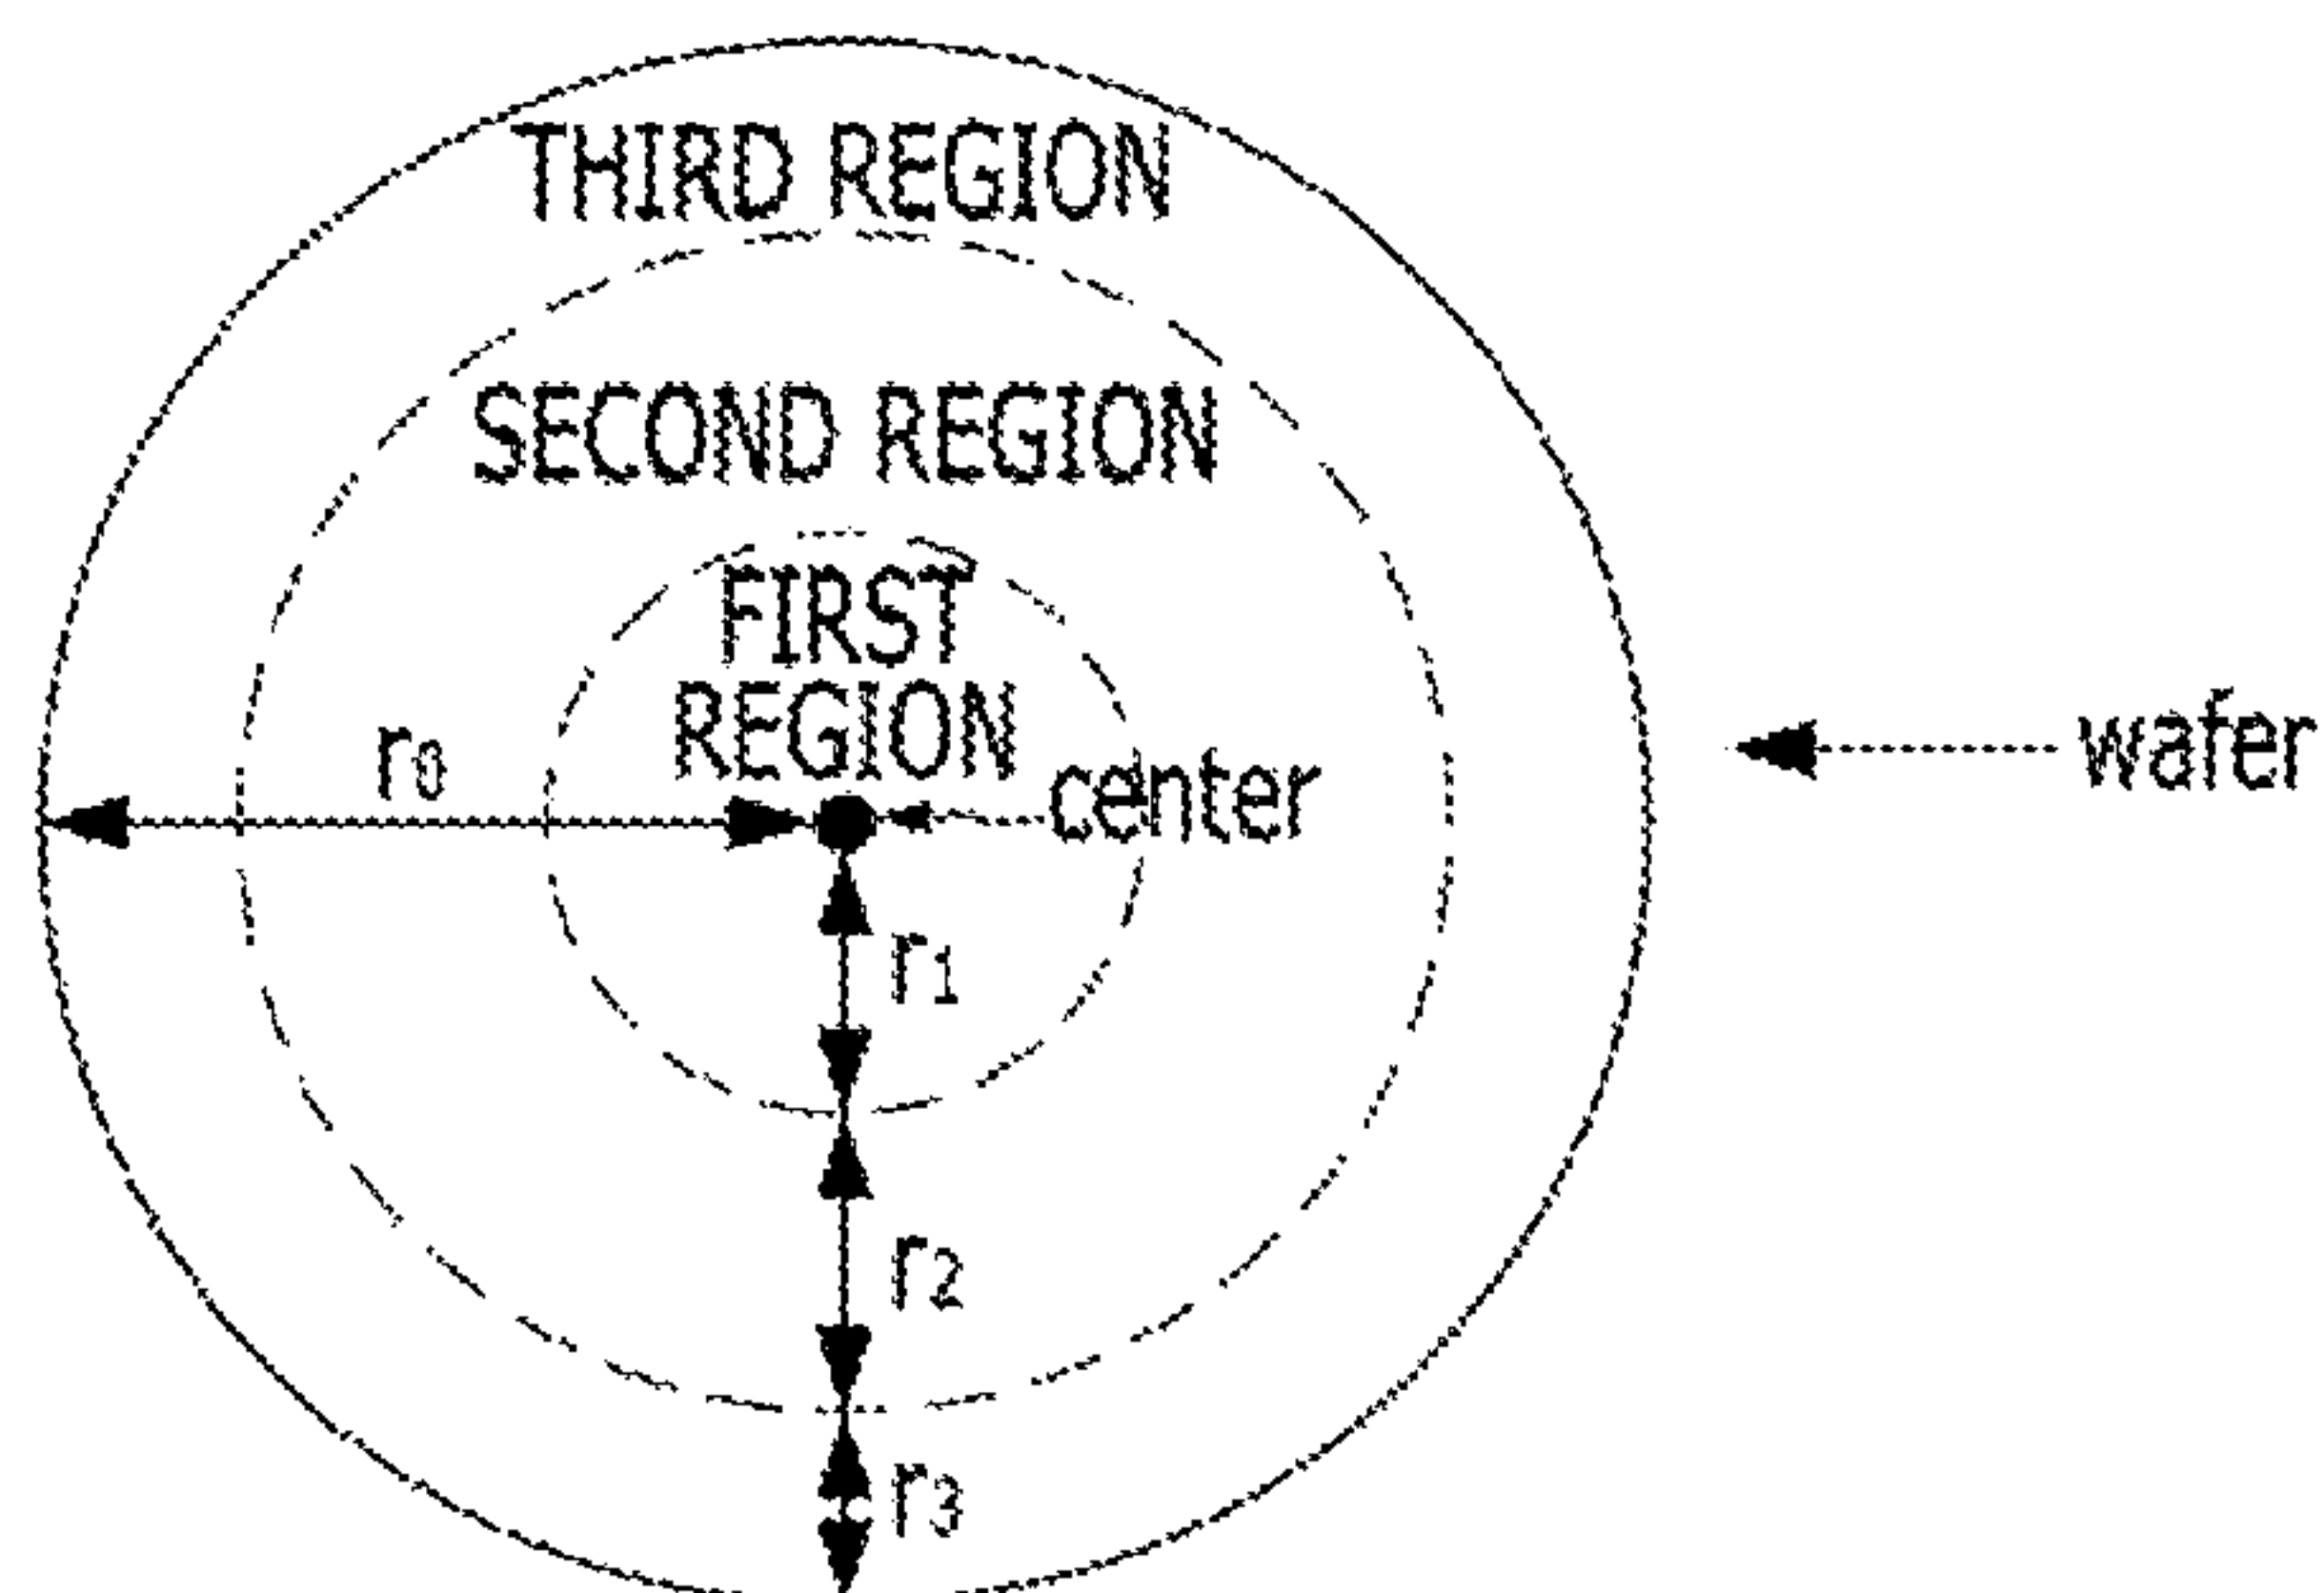 THIRD REGION
SECOND REGION
FIRST
REGION
r0
center
wafer
r1
r2
r3